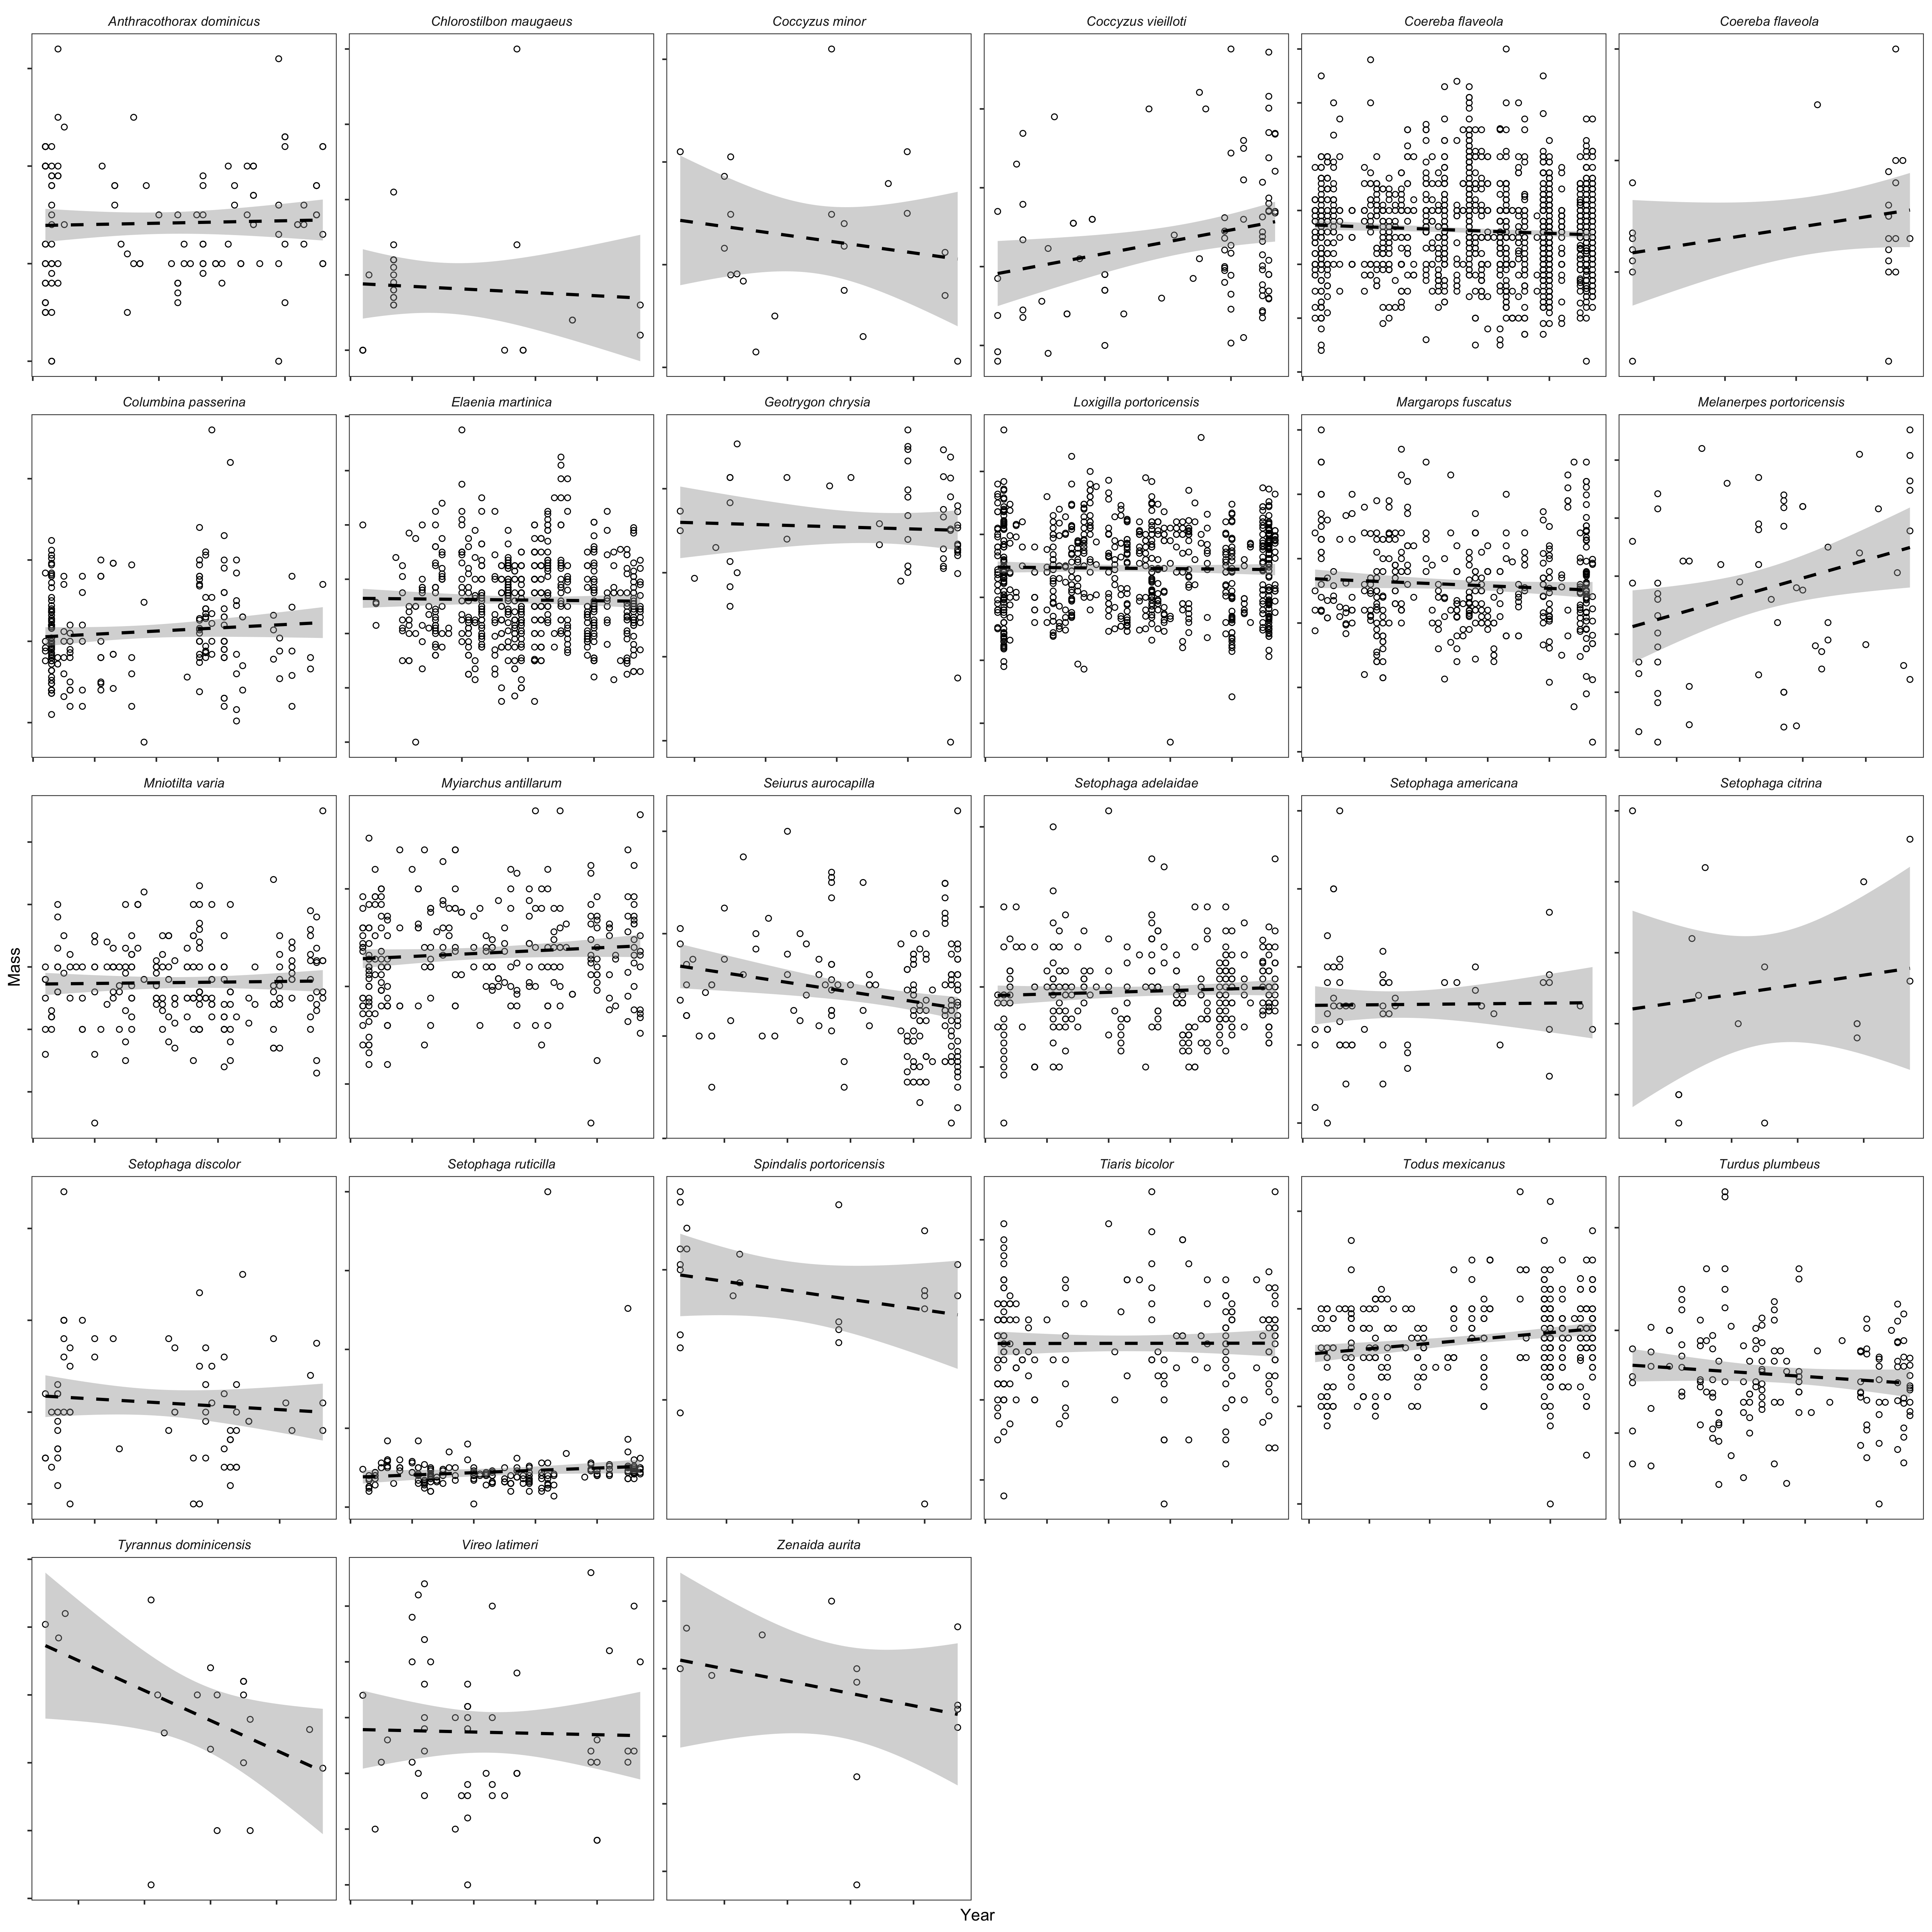 Anthracothorax dominicus
Chlorostilbon maugaeus
Coccyzus minor
Coccyzus vieilloti
Coereba flaveola
Coereba flaveola
Columbina passerina
Elaenia martinica
Geotrygon chrysia
Loxigilla portoricensis
Margarops fuscatus
Melanerpes portoricensis
Mniotilta varia
Myiarchus antillarum
Seiurus aurocapilla
Setophaga adelaidae
Setophaga americana
Setophaga citrina
Mass
Setophaga discolor
Setophaga ruticilla
Spindalis portoricensis
Tiaris bicolor
Todus mexicanus
Turdus plumbeus
Tyrannus dominicensis
Vireo latimeri
Zenaida aurita
Year